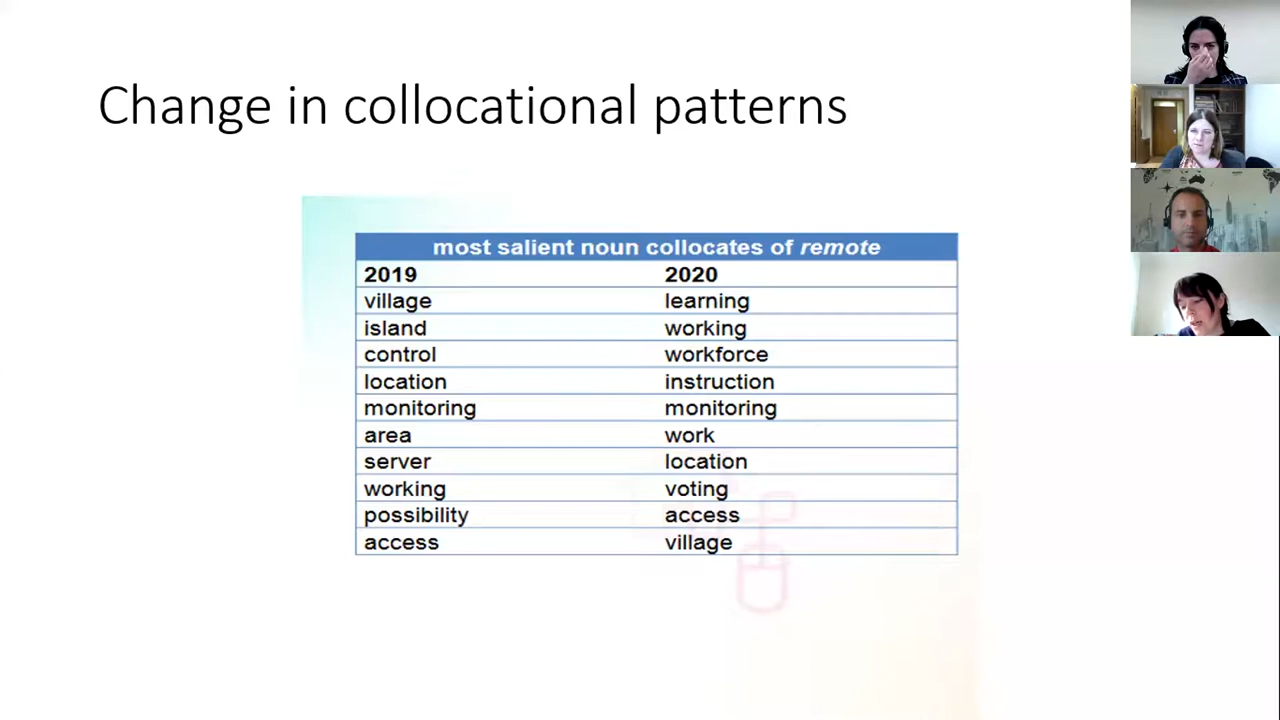 Change in collocational patterns
most salient noun collocates of remote
2019 2020
village learning
island working
control workforce
location instruction
monitoring monitoring
area work
server location
working voting
possibility access
access village